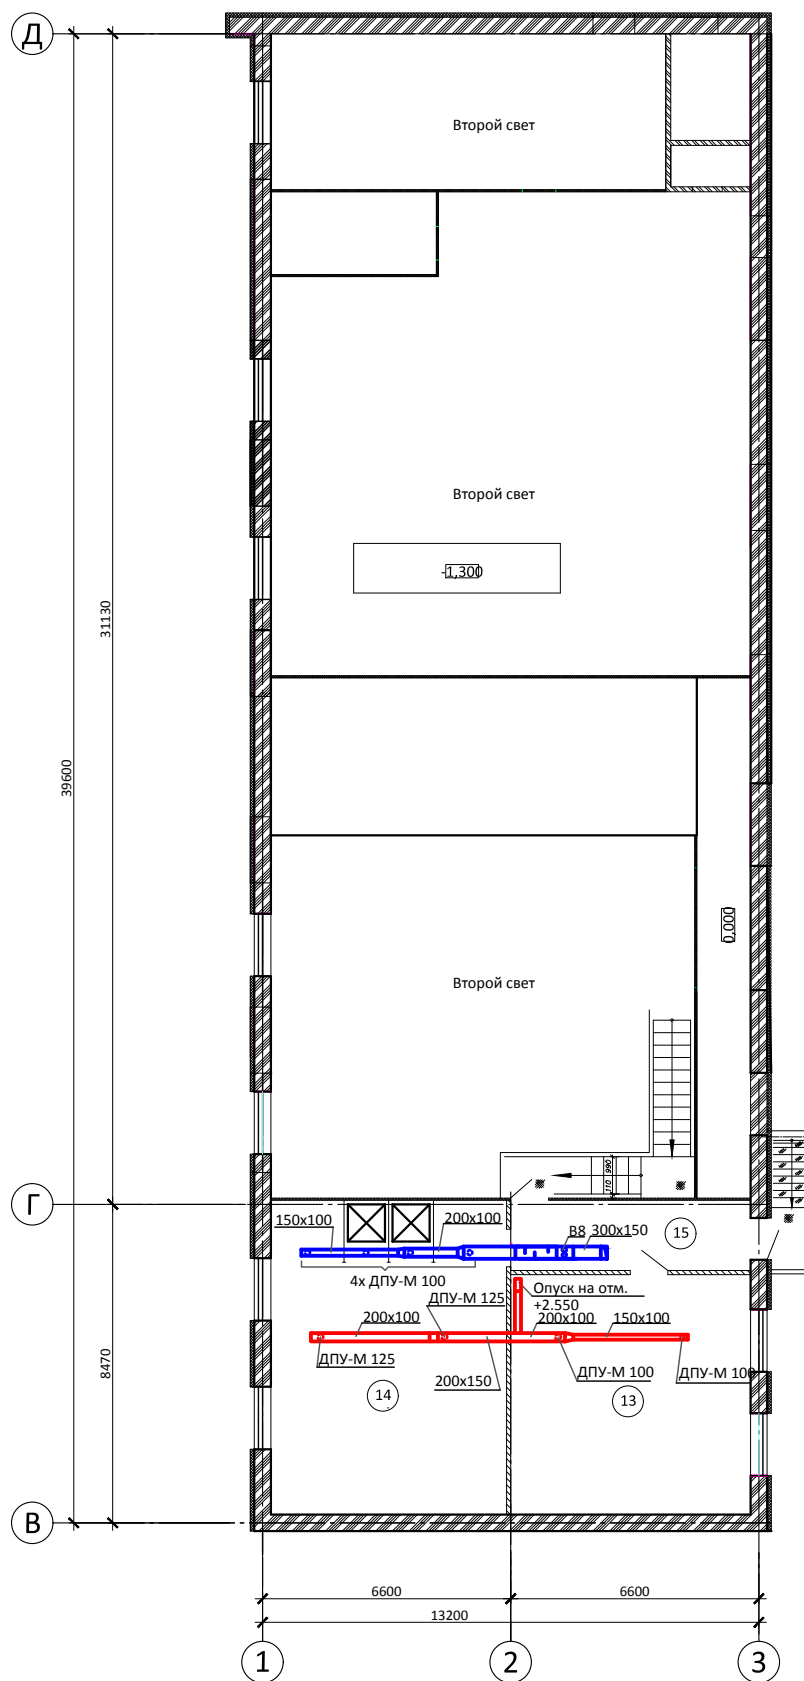 Д
Второй свет
Второй свет
-1,300
31130
39600
0,000
Второй свет
990
110
Г
150x100
200x100
В8
300x150
15
4x ДПУ-М 100
Опуск на отм.
+2.550
ДПУ-М 125
200x100
200x100
150x100
ДПУ-М 125
200x150
ДПУ-М 100
ДПУ-М 100
14
13
8470
В
6600
6600
13200
1
2
3